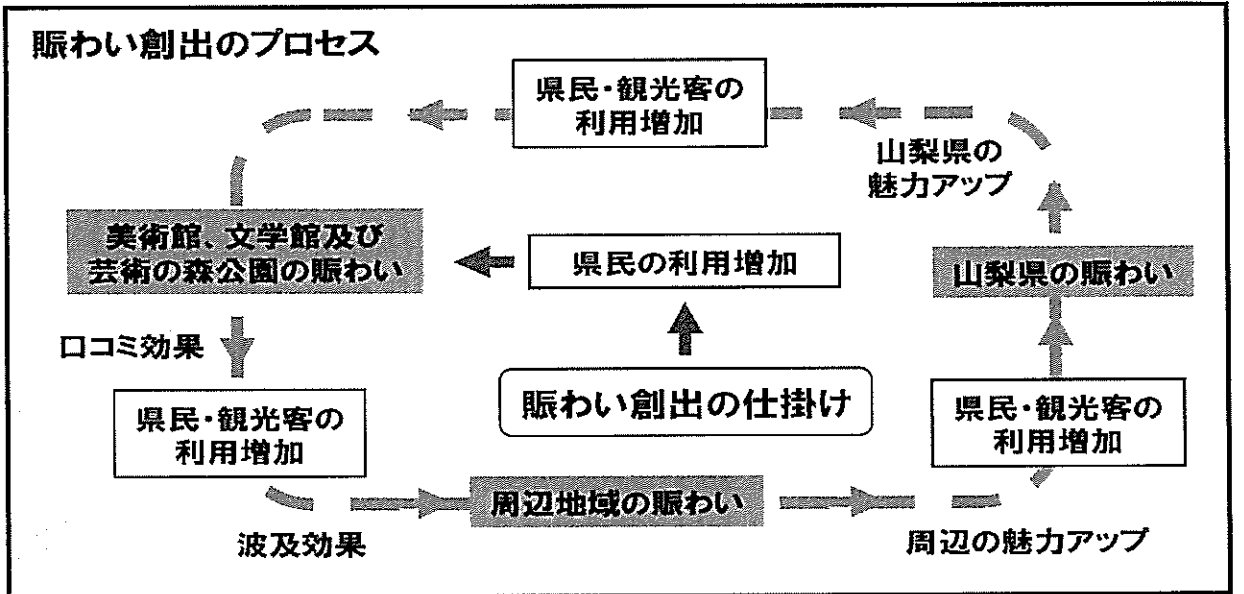 賑わい創出のプロセス
県民・観光客の
利用増加
山梨県の
魅力アップ
美術館、文学館及び
芸術の森公園の賑わい
県民の利用増加
山梨県の賑わい
口コミ効果
賑わい創出の仕掛け
県民・観光客の
利用増加
県民・観光客の
利用増加
周辺地域の賑わい
波及効果
周辺の魅力アップ